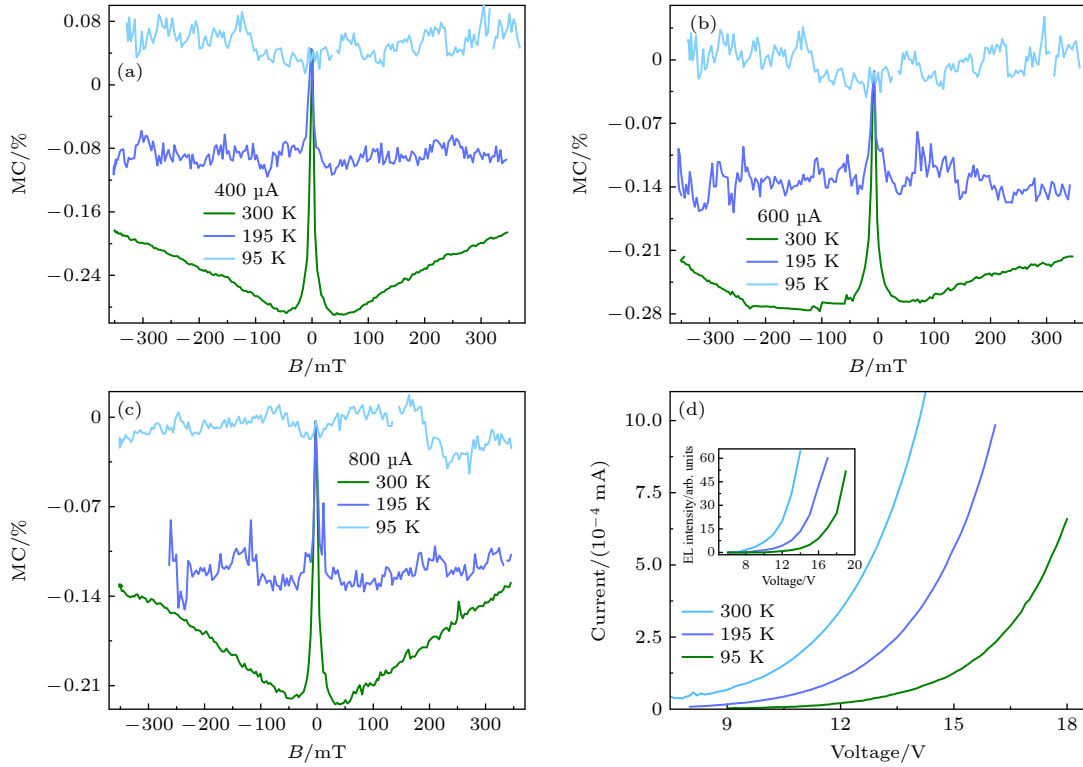 (a)
MC/%
0.08
0
−0.08
−0.16
−0.24
400 μA
300 K
195 K
95 K
−300 −200 −100 0 100 200 300
B/mT
(b)
MC/%
0
−0.07
−0.14
−0.21
−0.28
600 μA
300 K
195 K
95 K
−300 −200 −100 0 100 200 300
B/mT
(c)
MC/%
0
−0.07
−0.14
−0.21
800 μA
300 K
195 K
95 K
−300 −200 −100 0 100 200 300
B/mT
(d)
Current/(10⁻⁴ mA)
10.0
7.5
5.0
2.5
0
EL intensity/arb. units
60
45
30
15
0
8 12 16 20
Voltage/V
300 K
195 K
95 K
9 12 15 18
Voltage/V